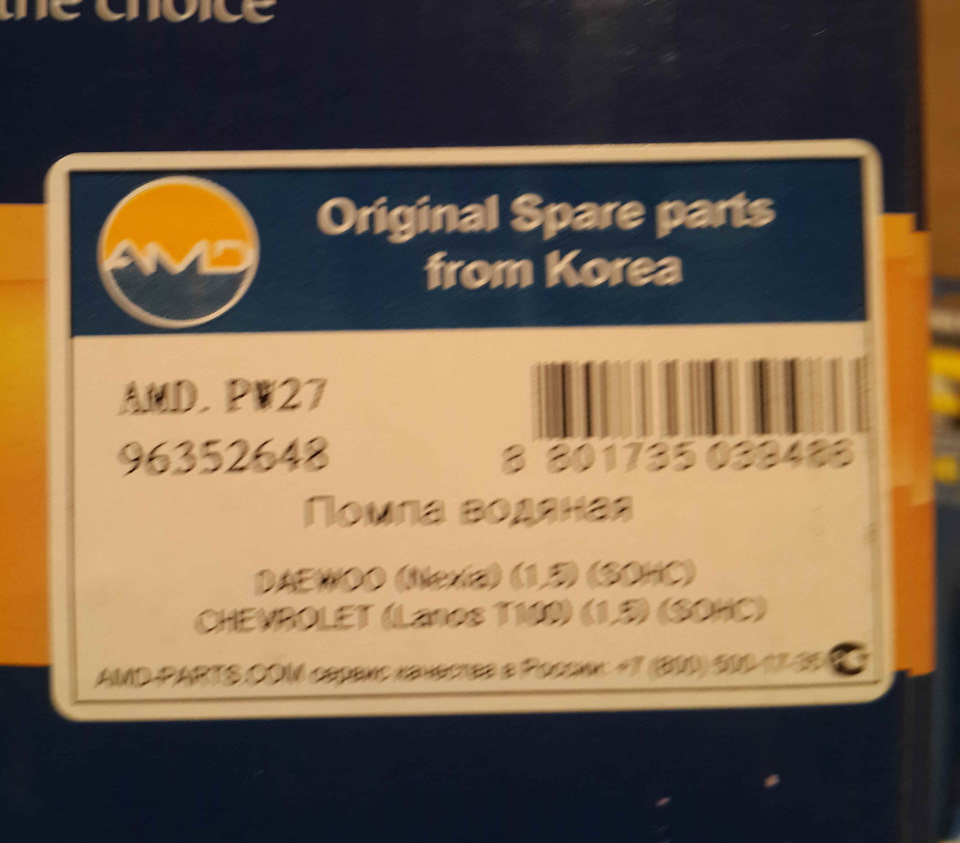 the choice
AMD
Original Spare parts
from Korea
AMD. PW27
96352648
8 801735 039486
Помпа водяная
DAEWOO (Nexia) (1,5) (SOHC)
CHEVROLET (Lanos T100) (1,5) (SOHC)
AMD-PARTS.COM сервис качества в России: +7 (800) 500-17-35